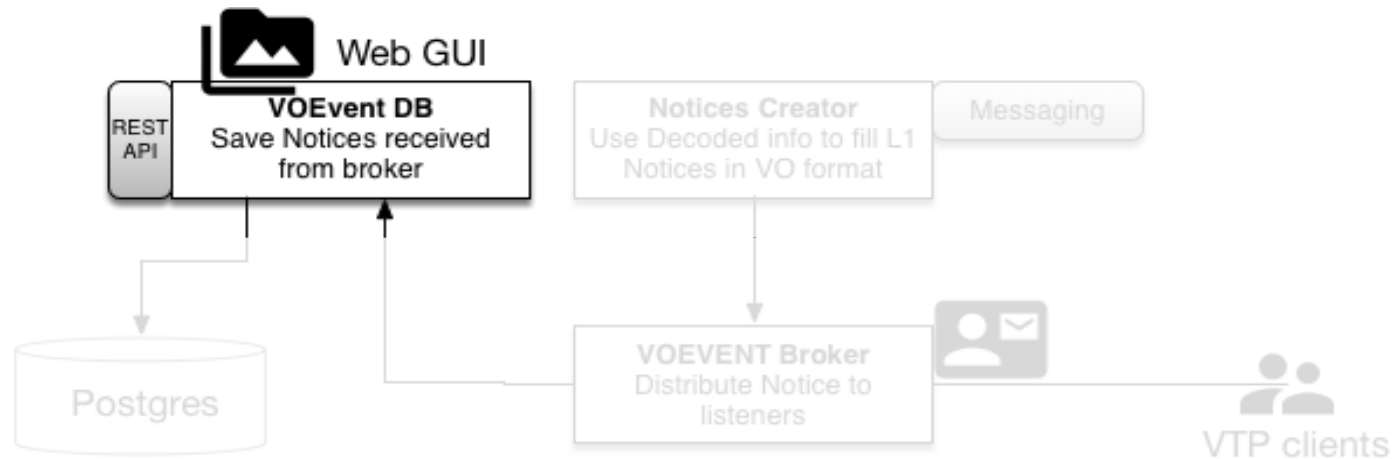 Web GUI
REST
API
VOEvent DB
Save Notices received
from broker
Notices Creator
Use Decoded info to fill L1
Notices in VO format
Messaging
Postgres
VOEVENT Broker
Distribute Notice to
listeners
VTP clients